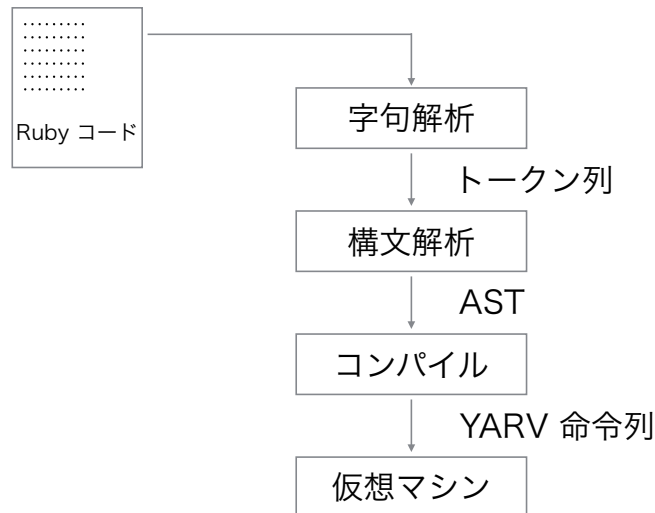 Ruby コード
字句解析
トークン列
構文解析
AST
コンパイル
YARV 命令列
仮想マシン